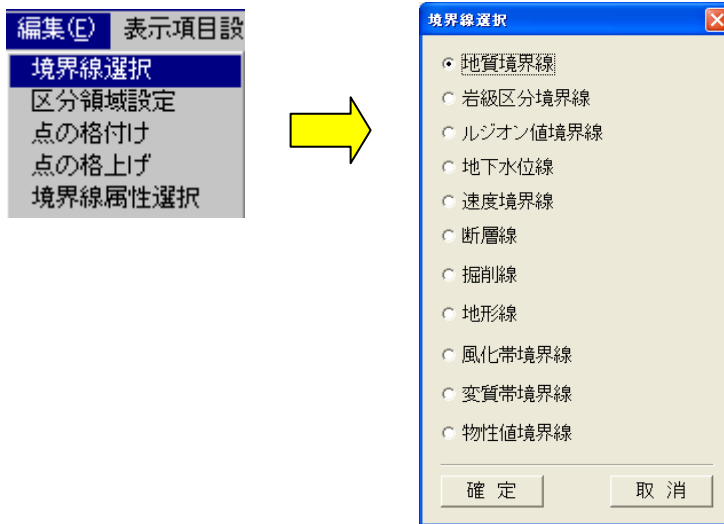 編集(E) 表示項目設
境界線選択
区分領域設定
点の格付け
点の格上げ
境界線属性選択
境界線選択
地質境界線
岩級区分境界線
ルジオン値境界線
地下水位線
速度境界線
断層線
掘削線
地形線
風化帯境界線
変質帯境界線
物性値境界線
確定 取消